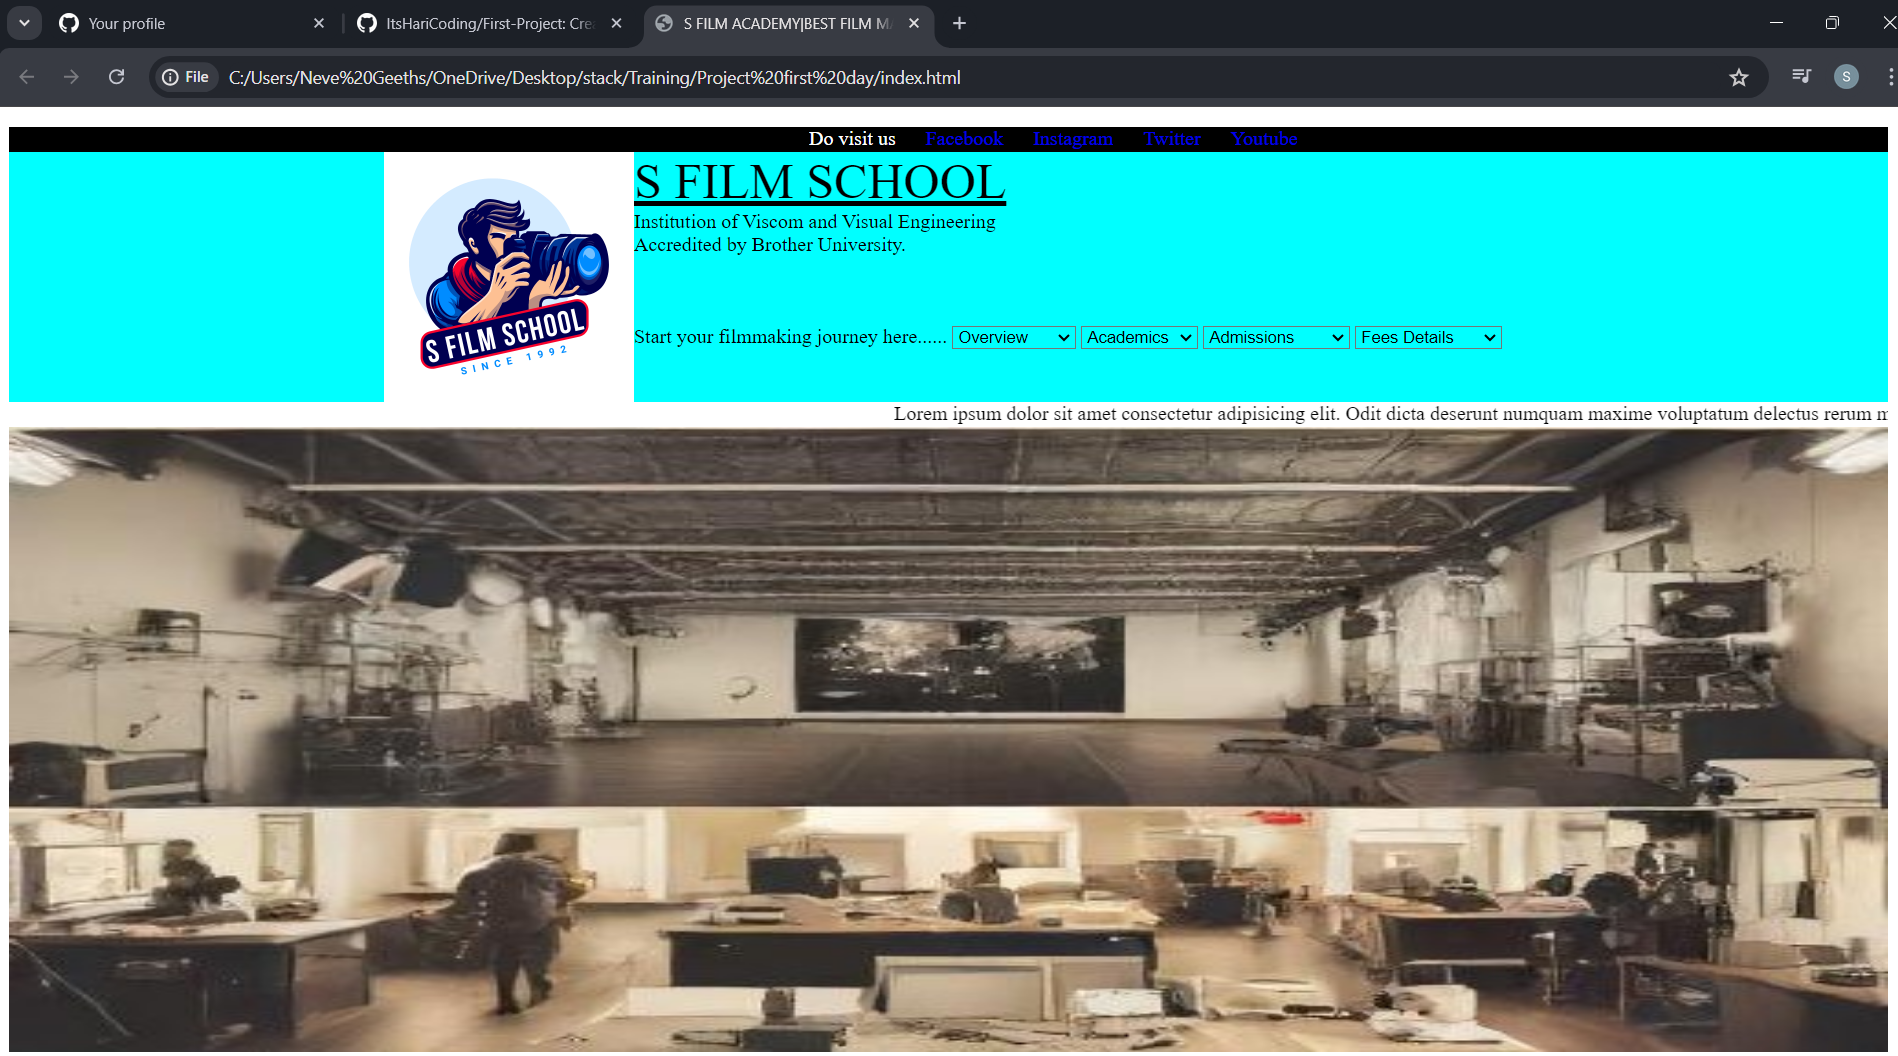 Your profile
ItsHariCoding/First-Project: Cre
S FILM ACADEMY|BEST FILM M
File
C:/Users/Neve%20Geeths/OneDrive/Desktop/stack/Training/Project%20first%20day/index.html
S
Do visit us Facebook Instagram Twitter Youtube
S FILM SCHOOL
SINCE 1992
S FILM SCHOOL
Institution of Viscom and Visual Engineering
Accredited by Brother University.
Start your filmmaking journey here...... Overview Academics Admissions Fees Details
Lorem ipsum dolor sit amet consectetur adipisicing elit. Odit dicta deserunt numquam maxime voluptatum delectus rerum m